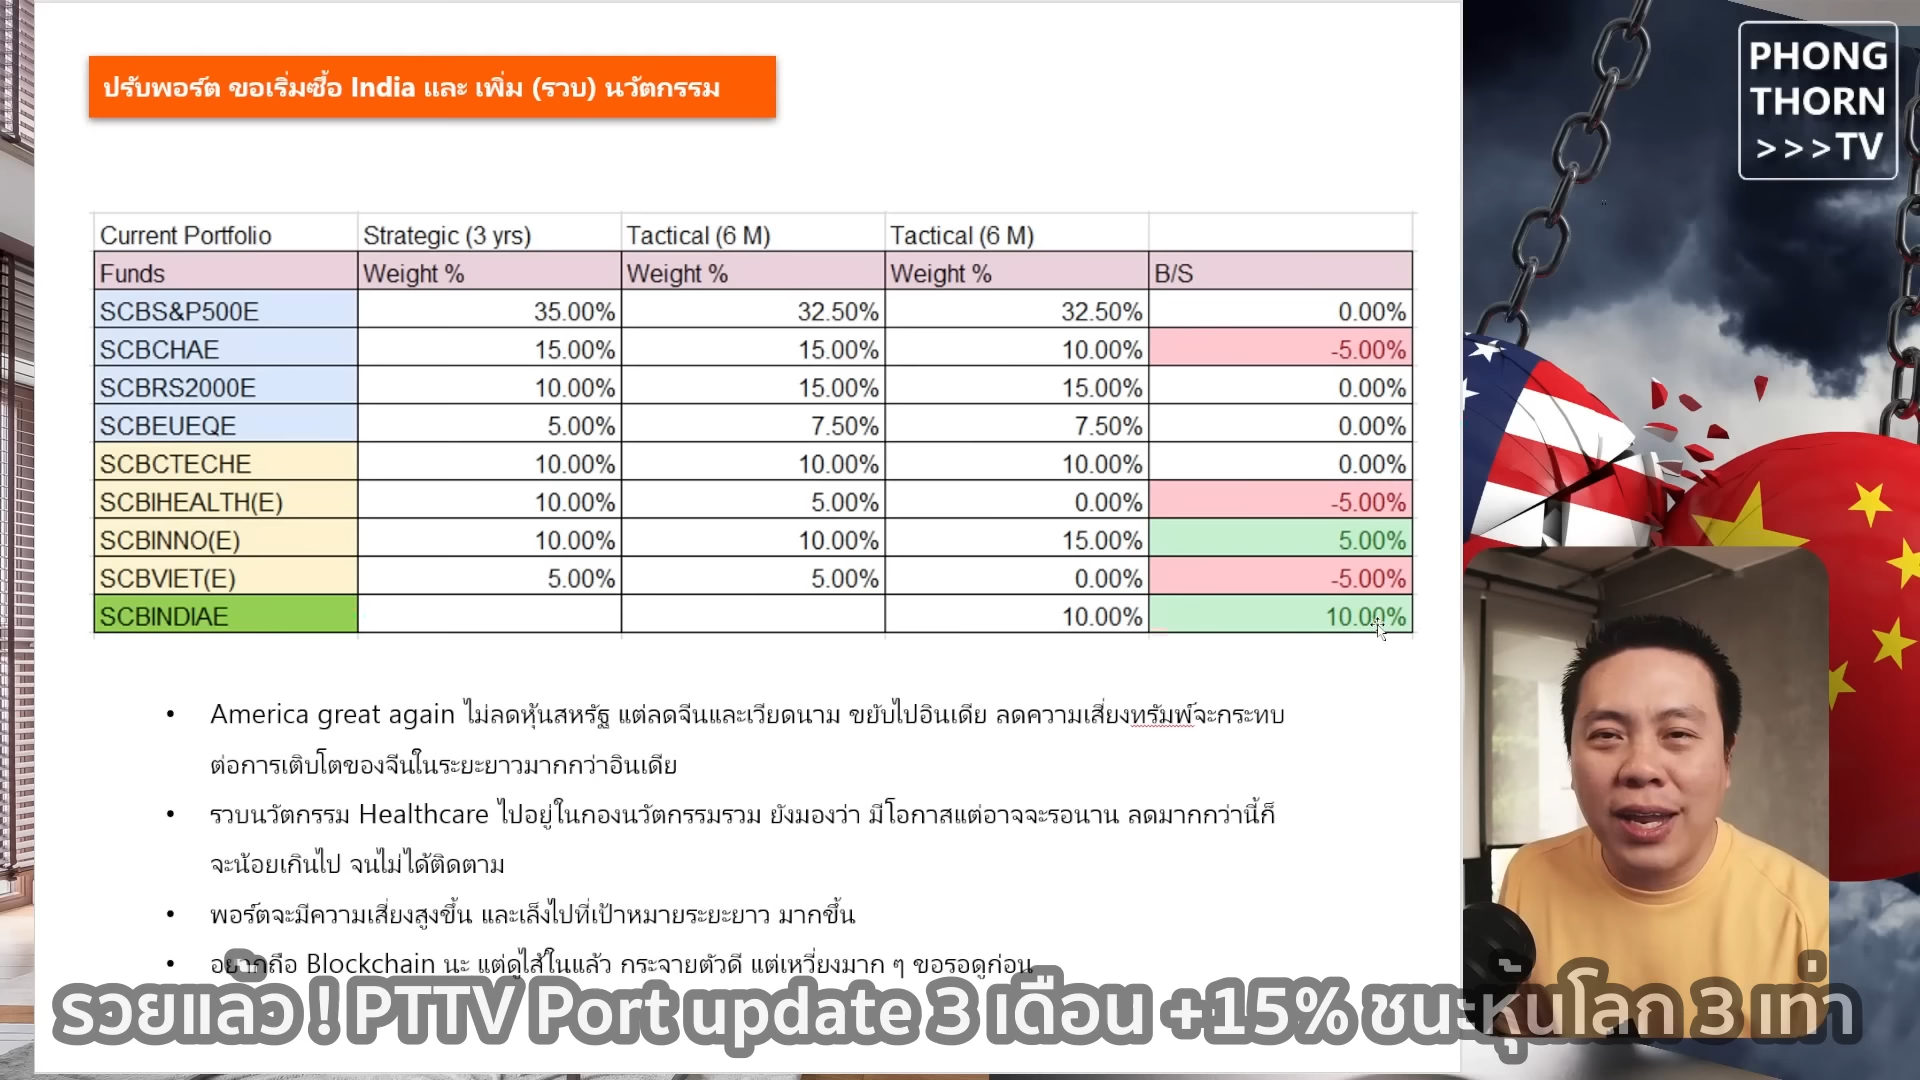 ปรับพอร์ต ขอเริ่มซื้อ India และ เพิ่ม (รวบ) นวัตกรรม
PHONG
THORN
>>>TV
Current Portfolio Strategic (3 yrs) Tactical (6 M) Tactical (6 M)
Funds Weight % Weight % Weight % B/S
SCBS&P500E 35.00% 32.50% 32.50% 0.00%
SCBCHAE 15.00% 15.00% 10.00% -5.00%
SCBRS2000E 10.00% 15.00% 15.00% 0.00%
SCBEUEQE 5.00% 7.50% 7.50% 0.00%
SCBCTECHE 10.00% 10.00% 10.00% 0.00%
SCBIHEALTH(E) 10.00% 5.00% 0.00% -5.00%
SCBINNO(E) 10.00% 10.00% 15.00% 5.00%
SCBVIET(E) 5.00% 5.00% 0.00% -5.00%
SCBINDIAE 10.00% 10.00%
• America great again ไม่ลดหุ้นสหรัฐ แต่ลดจีนและเวียดนาม ขยับไปอินเดีย ลดความเสี่ยงทรัมพ์จะกระทบ
ต่อการเติบโตของจีนในระยะยาวมากกว่าอินเดีย
• รวบนวัตกรรม Healthcare ไปอยู่ในกองนวัตกรรมรวม ยังมองว่า มีโอกาสแต่อาจจะรอนาน ลดมากกว่านี้ก็
จะน้อยเกินไป จนไม่ได้ติดตาม
• พอร์ตจะมีความเสี่ยงสูงขึ้น และเล็งไปที่เป้าหมายระยะยาว มากขึ้น
• อยากถือ Blockchain นะ แต่ดูไส้ในแล้ว กระจายตัวดี แต่เหวี่ยงมาก ๆ ขอรอดูก่อน
รวยแล้ว ! PTTV Port update 3 เดือน +15% ชนะหุ้นโลก 3 เท่า